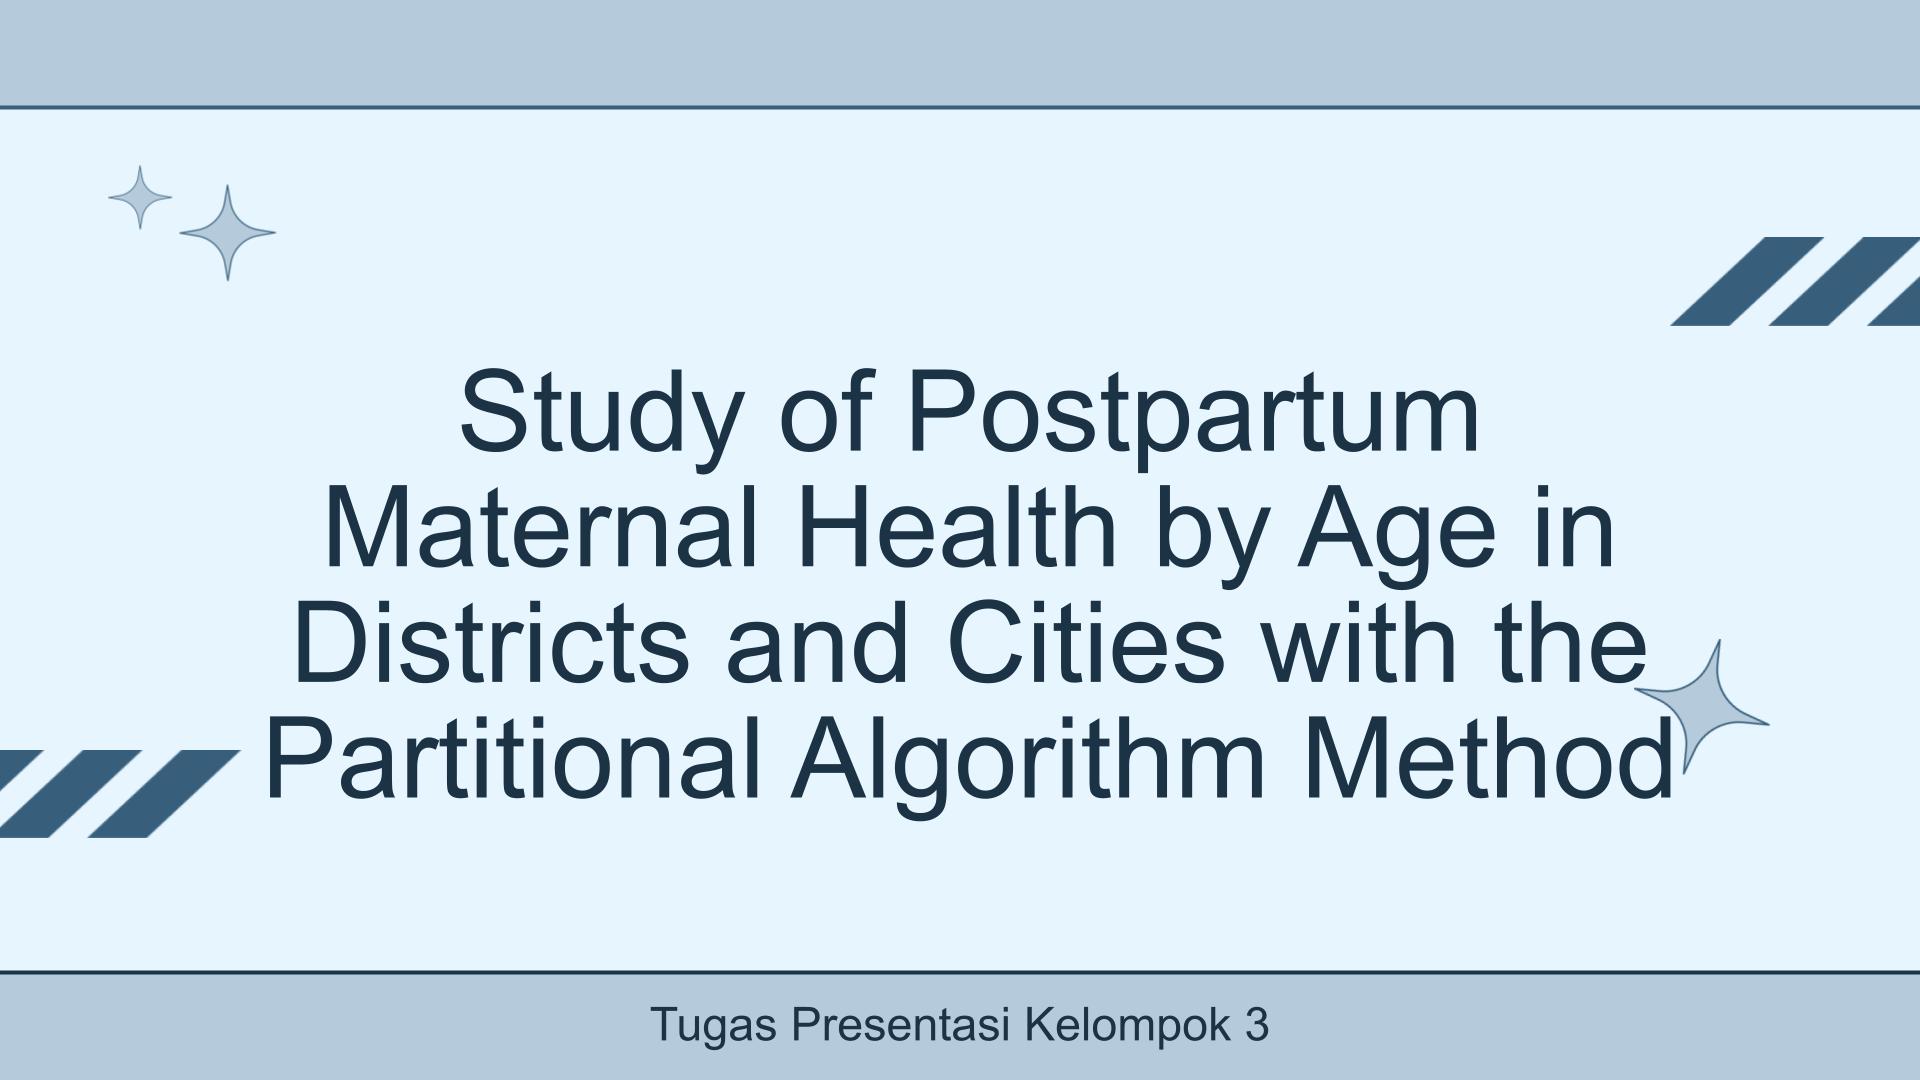 Study of Postpartum
Maternal Health by Age in
Districts and Cities with the
Partitional Algorithm Method
Tugas Presentasi Kelompok 3